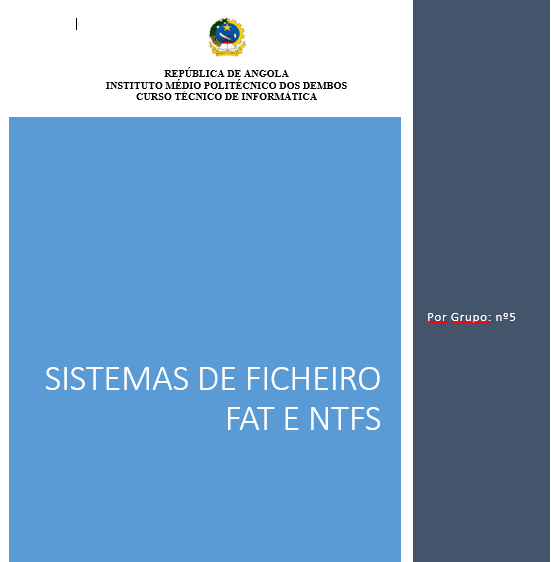 REPÚBLICA DE ANGOLA
INSTITUTO MÉDIO POLITÉCNICO DOS DEMBOS
CURSO TÉCNICO DE INFORMÁTICA
SISTEMAS DE FICHEIRO
FAT E NTFS
Por Grupo: nº5